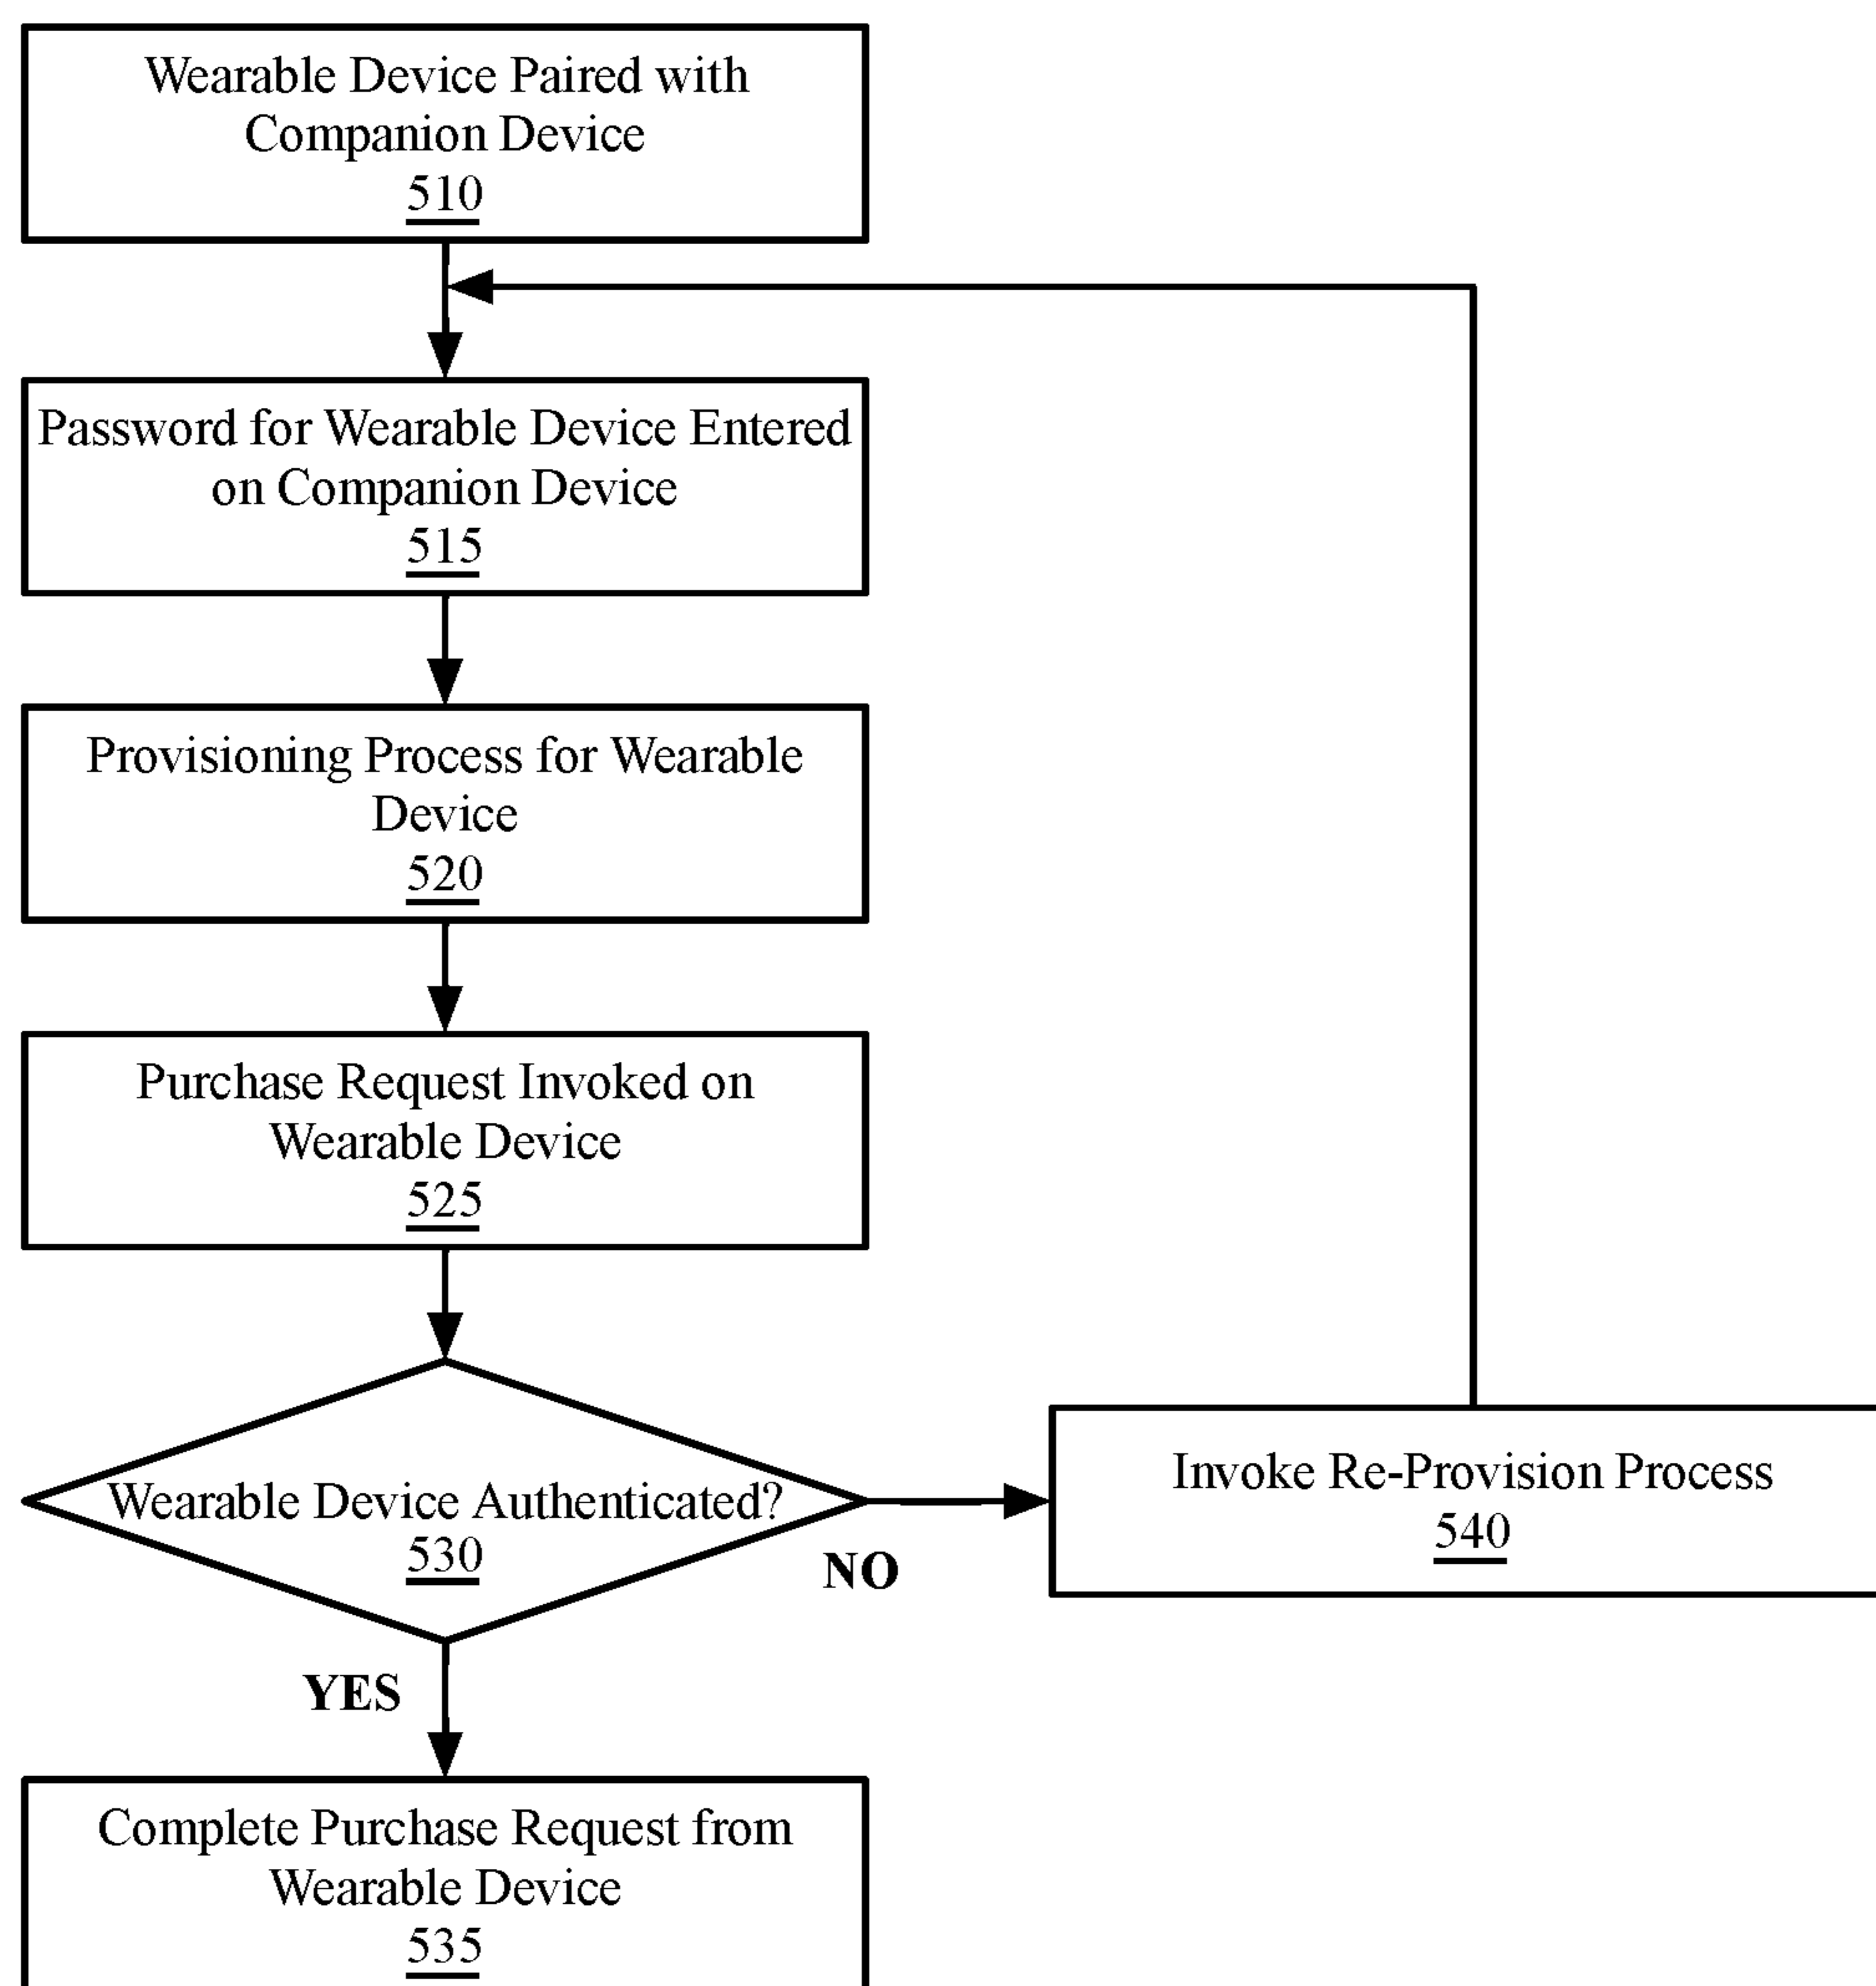 Wearable Device Paired with
Companion Device
510
Password for Wearable Device Entered
on Companion Device
515
Provisioning Process for Wearable
Device
520
Purchase Request Invoked on
Wearable Device
525
Wearable Device Authenticated?
530
NO
Invoke Re-Provision Process
540
YES
Complete Purchase Request from
Wearable Device
535